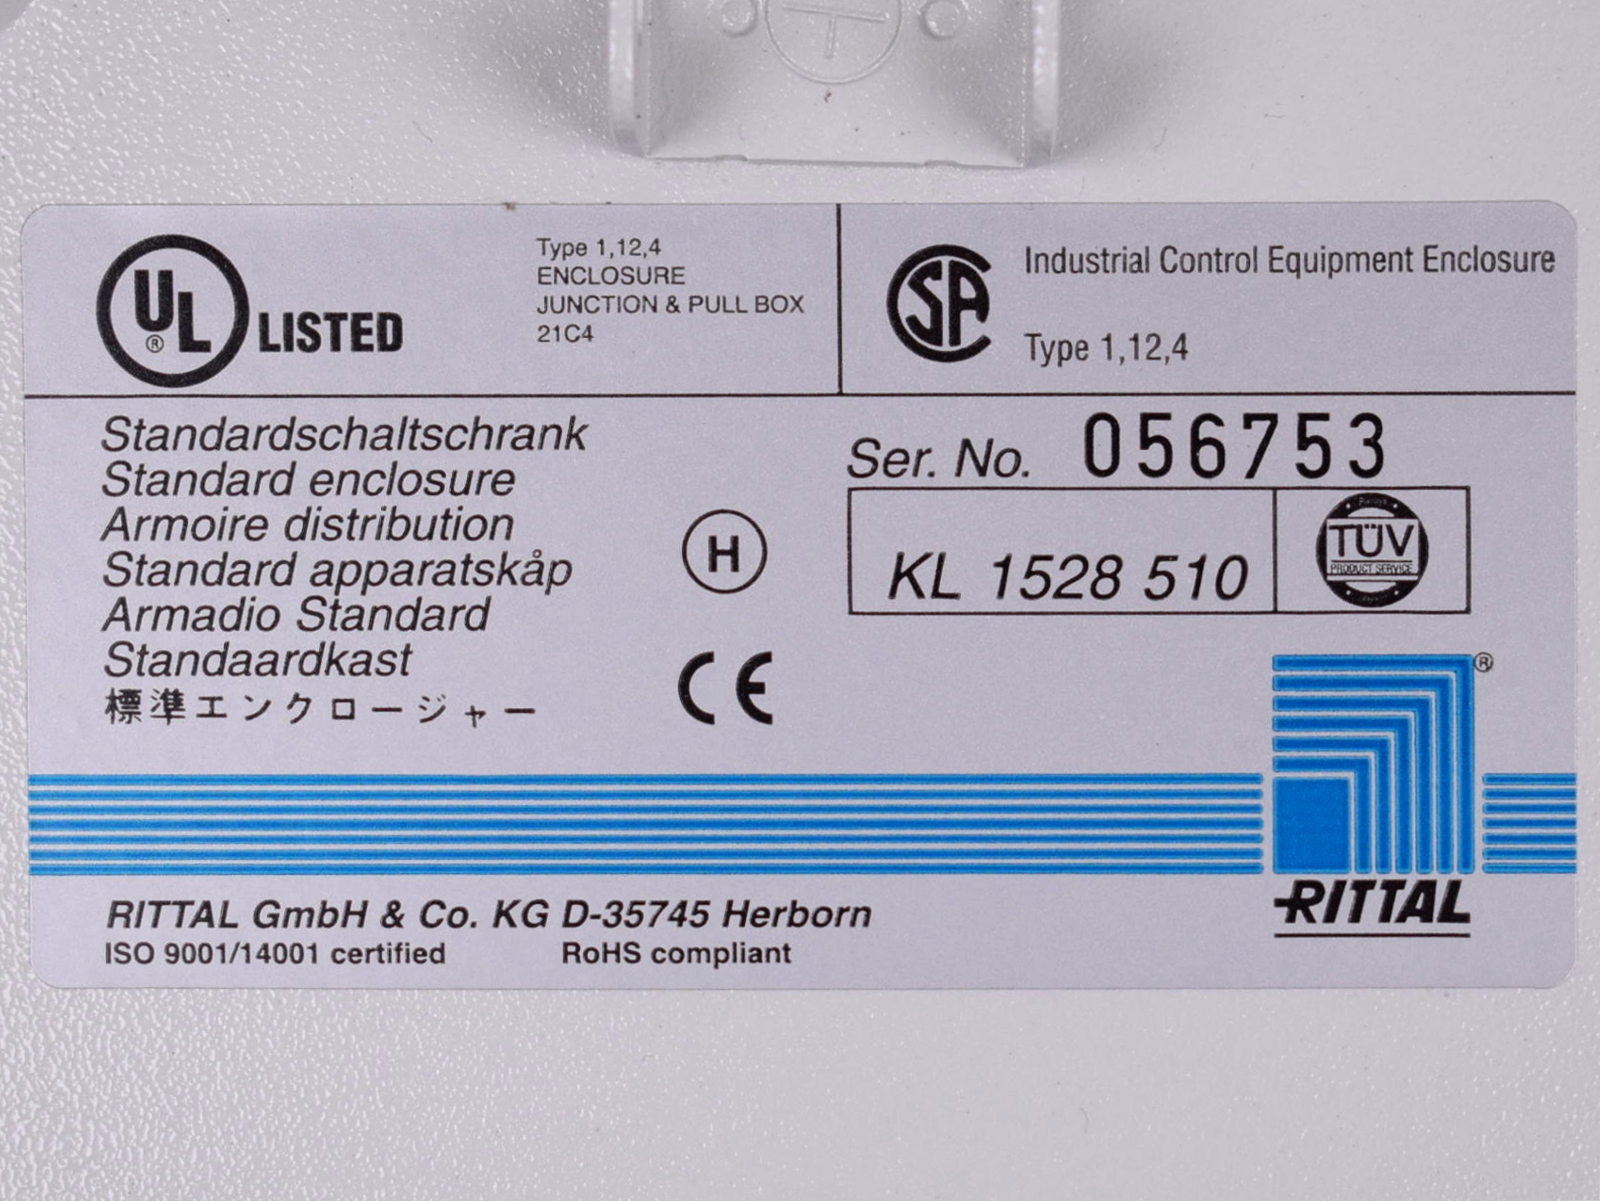 UL
®
LISTED
Type 1,12,4
ENCLOSURE
JUNCTION & PULL BOX
21C4
SA
Industrial Control Equipment Enclosure
Type 1,12,4
Standardschaltschrank
Standard enclosure
Armoire distribution
Standard apparatskåp
Armadio Standard
Standaardkast
標準エンクロージャー
H
CE
Ser. No. 056753
KL 1528 510
TÜV
PRODUCT SERVICE
®
RITTAL
RITTAL GmbH & Co. KG D-35745 Herborn
ISO 9001/14001 certified RoHS compliant